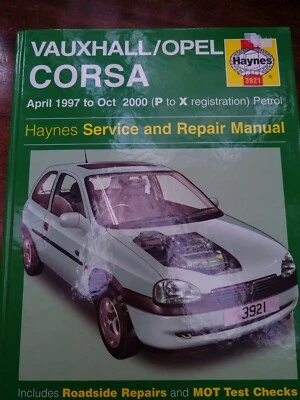 VAUXHALL/OPEL
CORSA
Haynes
3921
April 1997 to Oct 2000 (P to X registration) Petrol
Haynes Service and Repair Manual
3921
Includes Roadside Repairs and MOT Test Checks